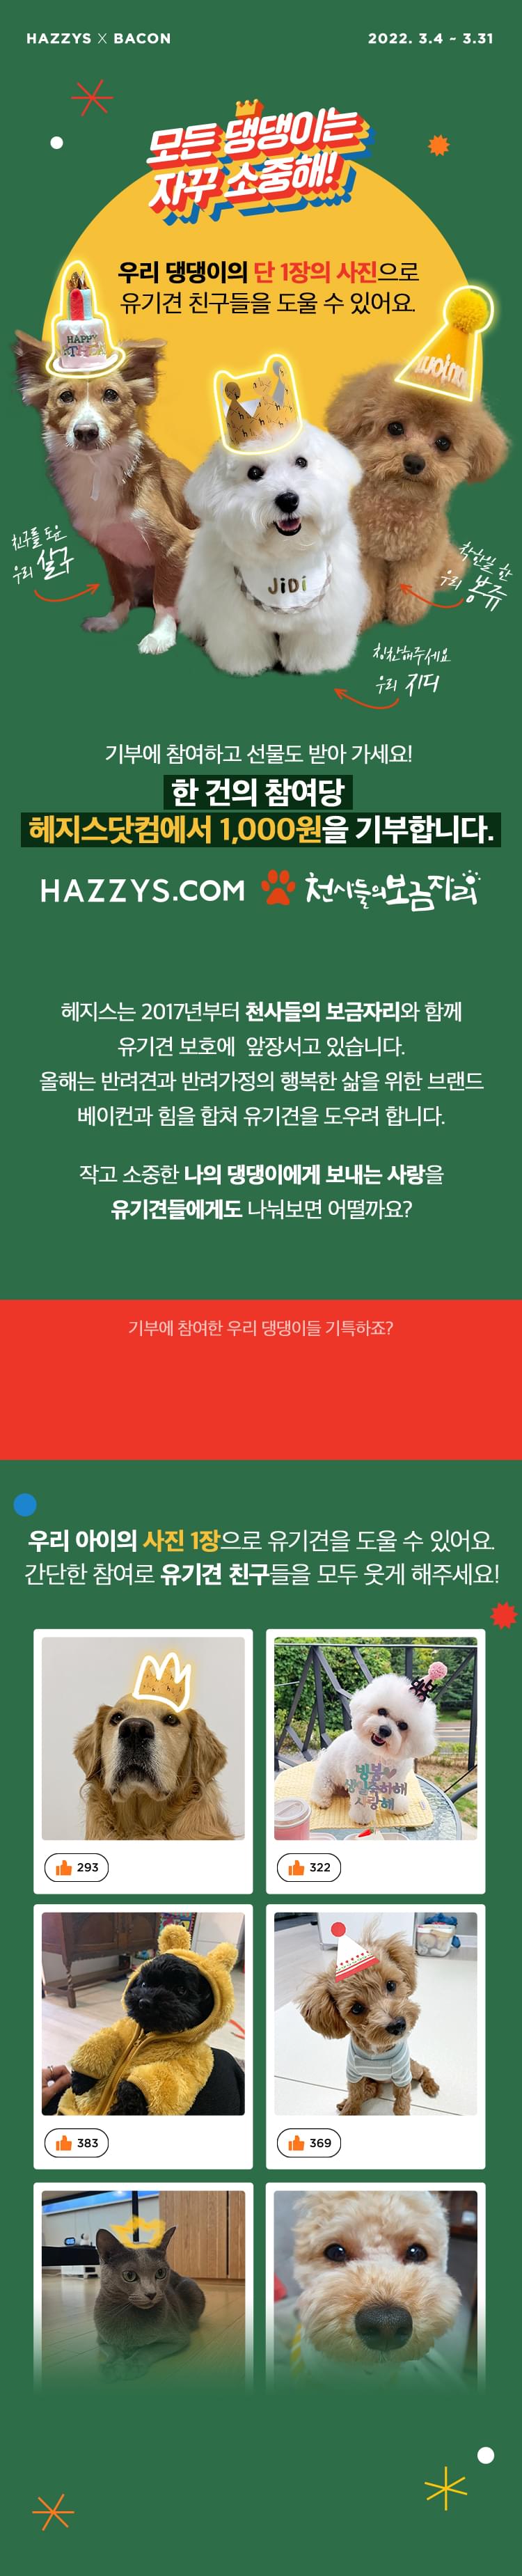 HAZZYS X BACON
2022. 3.4 ~ 3.31
모든 댕댕이는
자꾸 소중해!
우리 댕댕이의 단 1장의 사진으로
유기견 친구들을 도울 수 있어요.
HAPPY
친구를 도운
우리 살구
JiDi
착한일 한
우리 봉쥬
칭찬해주세요
우리 지디
기부에 참여하고 선물도 받아 가세요!
한 건의 참여당
헤지스닷컴에서 1,000원을 기부합니다.
HAZZYS.COM 천사들의보금자리
헤지스는 2017년부터 천사들의 보금자리와 함께
유기견 보호에 앞장서고 있습니다.
올해는 반려견과 반려가정의 행복한 삶을 위한 브랜드
베이컨과 힘을 합쳐 유기견을 도우려 합니다.
작고 소중한 나의 댕댕이에게 보내는 사랑을
유기견들에게도 나눠보면 어떨까요?
기부에 참여한 우리 댕댕이들 기특하죠?
우리 아이의 사진 1장으로 유기견을 도울 수 있어요.
간단한 참여로 유기견 친구들을 모두 웃게 해주세요!
생일축하해
사랑해
293
322
383
369